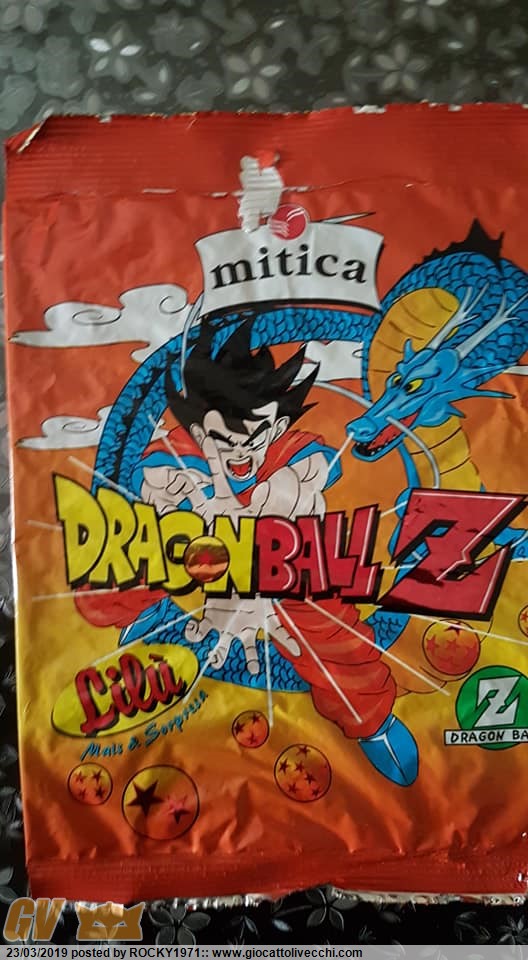 mitica
DRAGON BALL Z
Lilù
Mais & Sorpresa
Z
DRAGON BA
GV
23/03/2019 posted by ROCKY1971:: www.giocattolivecchi.com